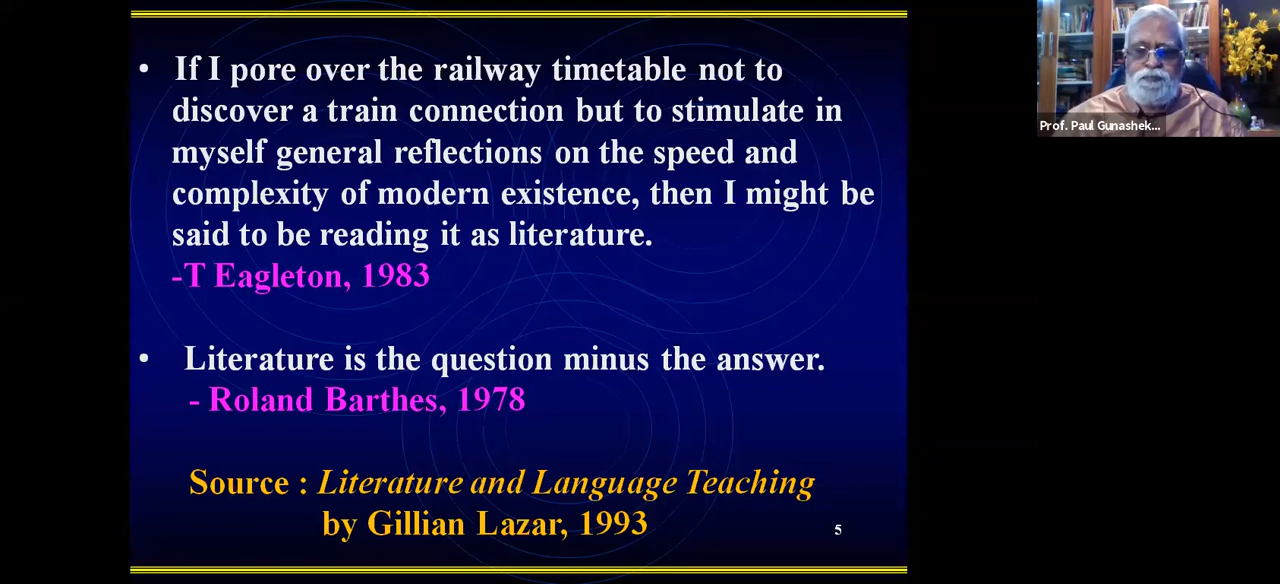 • If I pore over the railway timetable not to
discover a train connection but to stimulate in
myself general reflections on the speed and
complexity of modern existence, then I might be
said to be reading it as literature.
-T Eagleton, 1983
• Literature is the question minus the answer.
- Roland Barthes, 1978
Source : Literature and Language Teaching
by Gillian Lazar, 1993
5
Prof. Paul Gunashek...